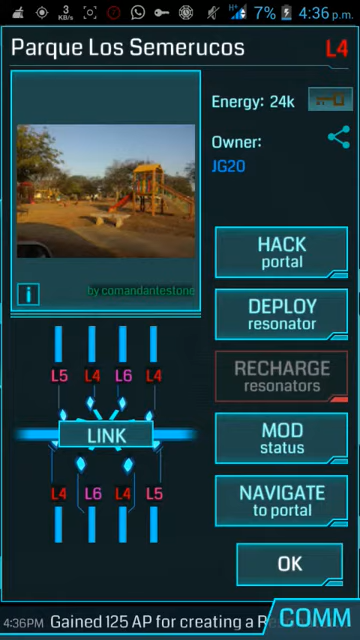 3
KB/s
H+
7%
4:36 p.m.
Parque Los Semerucos
L4
Energy: 24k
Owner:
JG20
HACK
portal
DEPLOY
resonator
i
by comandantestone
L5 L4 L6 L4
RECHARGE
resonators
LINK
MOD
status
L4 L6 L4 L5
NAVIGATE
to portal
OK
4:36PM Gained 125 AP for creating a
COMM